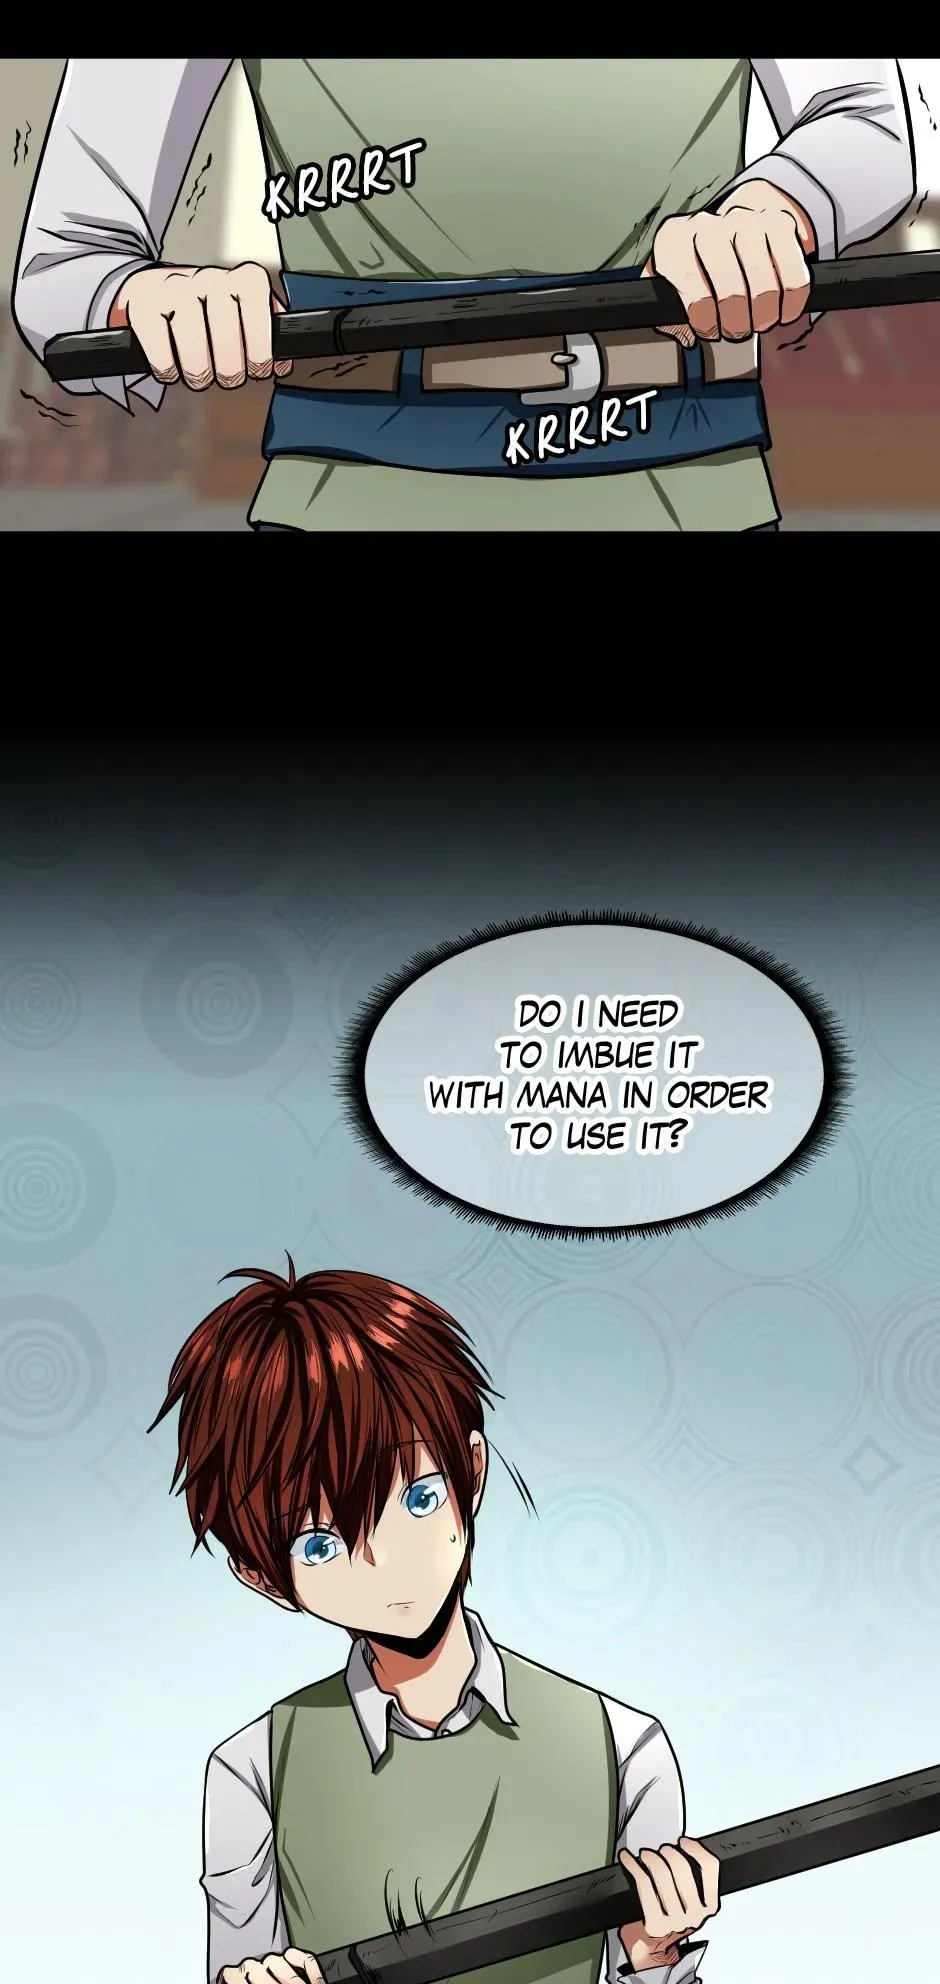 KRRRT
KRRRT
DO I NEED
TO IMBUE IT
WITH MANA IN ORDER
TO USE IT?